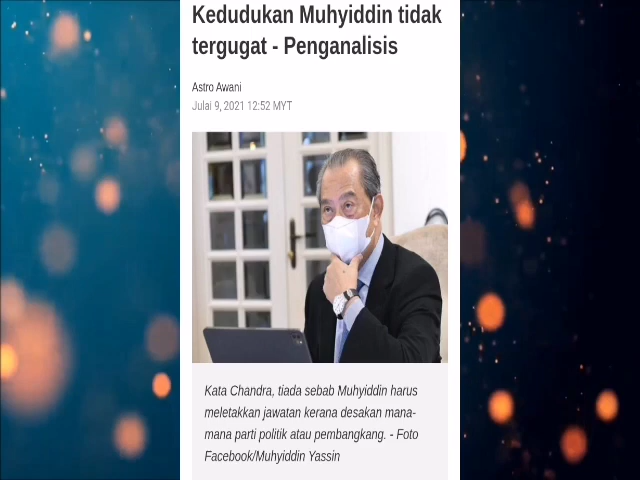 Kedudukan Muhyiddin tidak
tergugat - Penganalisis
Astro Awani
Julai 9, 2021 12:52 MYT
Kata Chandra, tiada sebab Muhyiddin harus
meletakkan jawatan kerana desakan mana-
mana parti politik atau pembangkang. - Foto
Facebook/Muhyiddin Yassin